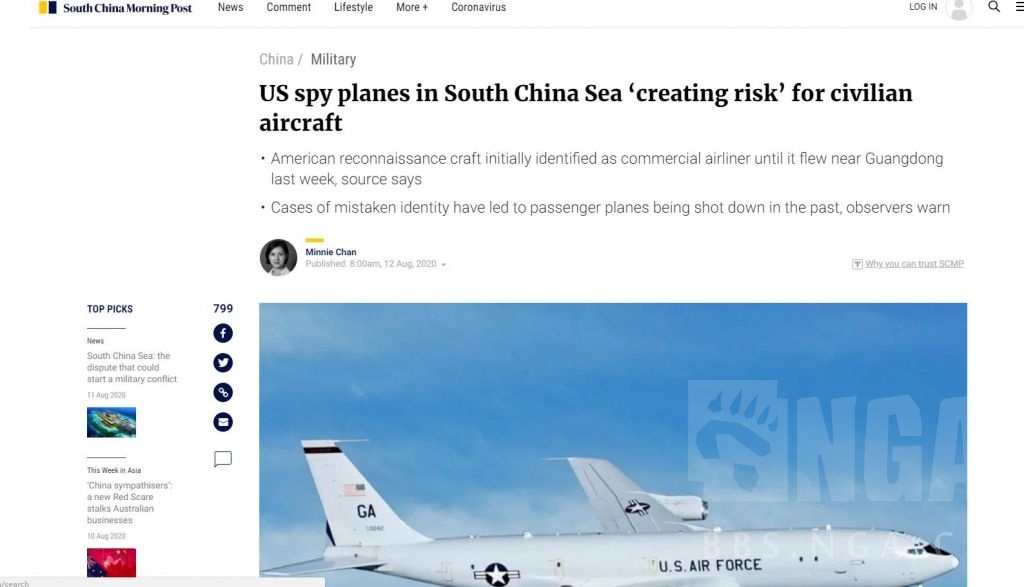 South China Morning Post
News
Comment
Lifestyle
More +
Coronavirus
LOG IN
China / Military
US spy planes in South China Sea ‘creating risk’ for civilian
aircraft
• American reconnaissance craft initially identified as commercial airliner until it flew near Guangdong
last week, source says
• Cases of mistaken identity have led to passenger planes being shot down in the past, observers warn
Minnie Chan
Published: 8:00am, 12 Aug, 2020
Why you can trust SCMP
TOP PICKS
News
South China Sea: the
dispute that could
start a military conflict
11 Aug 2020
This Week in Asia
‘China sympathisers’:
a new Red Scare
stalks Australian
businesses
10 Aug 2020
799
NGA
GA
BBS NGA C
U.S. AIR FORCE
/search